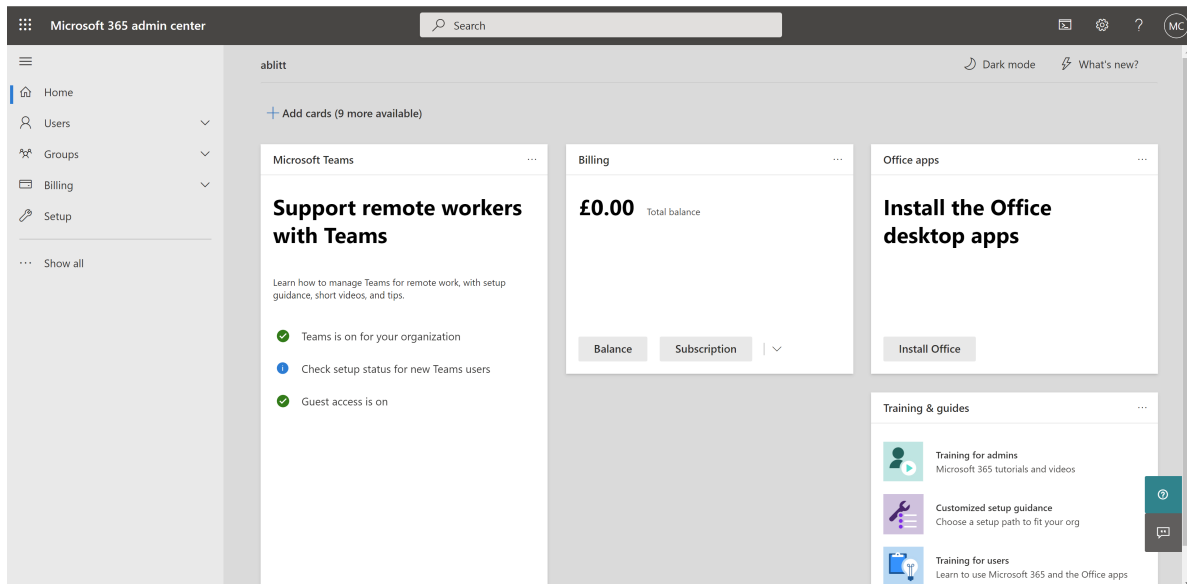 Microsoft 365 admin center
Search
MC
Home
Users
Groups
Billing
Setup
Show all
ablitt
Dark mode
What's new?
Add cards (9 more available)
Microsoft Teams
Support remote workers
with Teams
Learn how to manage Teams for remote work, with setup
guidance, short videos, and tips.
Teams is on for your organization
Check setup status for new Teams users
Guest access is on
Billing
£0.00 Total balance
Balance
Subscription
Office apps
Install the Office
desktop apps
Install Office
Training & guides
Training for admins
Microsoft 365 tutorials and videos
Customized setup guidance
Choose a setup path to fit your org
Training for users
Learn to use Microsoft 365 and the Office apps